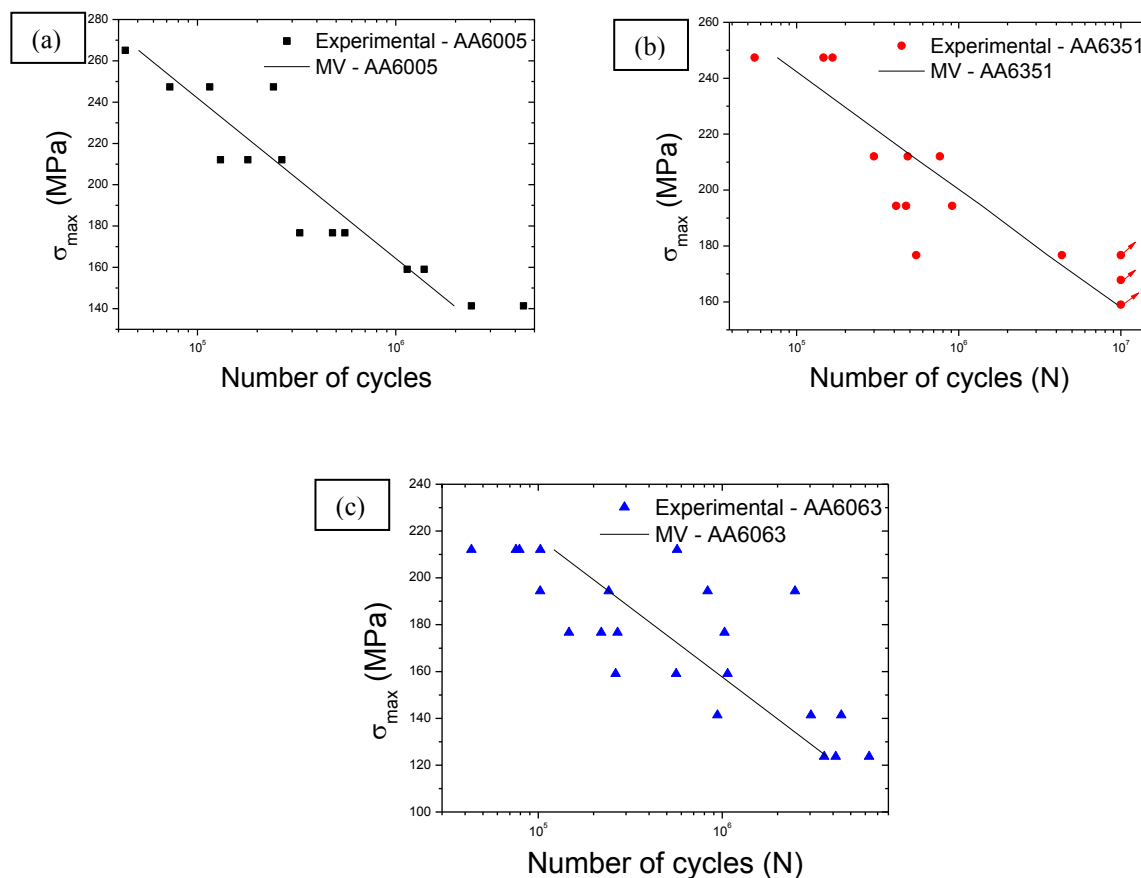 (a)
Experimental - AA6005
MV - AA6005
280
260
240
220
200
180
160
140
σmax (MPa)
10⁵
10⁶
Number of cycles
(b)
Experimental - AA6351
MV - AA6351
260
240
220
200
180
160
σmax (MPa)
10⁵
10⁶
10⁷
Number of cycles (N)
(c)
Experimental - AA6063
MV - AA6063
240
220
200
180
160
140
120
100
σmax (MPa)
10⁵
10⁶
Number of cycles (N)